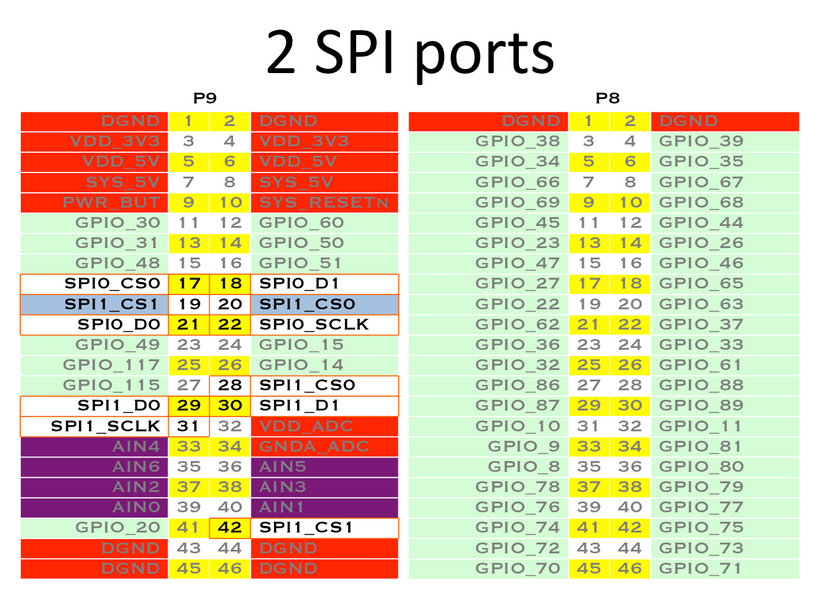 2 SPI ports
P9 P8
DGND 1 2 DGND DGND 1 2 DGND
VDD_3V3 3 4 VDD_3V3 GPIO_38 3 4 GPIO_39
VDD_5V 5 6 VDD_5V GPIO_34 5 6 GPIO_35
SYS_5V 7 8 SYS_5V GPIO_66 7 8 GPIO_67
PWR_BUT 9 10 SYS_RESETN GPIO_69 9 10 GPIO_68
GPIO_30 11 12 GPIO_60 GPIO_45 11 12 GPIO_44
GPIO_31 13 14 GPIO_50 GPIO_23 13 14 GPIO_26
GPIO_48 15 16 GPIO_51 GPIO_47 15 16 GPIO_46
SPI0_CS0 17 18 SPI0_D1 GPIO_27 17 18 GPIO_65
SPI1_CS1 19 20 SPI1_CS0 GPIO_22 19 20 GPIO_63
SPI0_D0 21 22 SPI0_SCLK GPIO_62 21 22 GPIO_37
GPIO_49 23 24 GPIO_15 GPIO_36 23 24 GPIO_33
GPIO_117 25 26 GPIO_14 GPIO_32 25 26 GPIO_61
GPIO_115 27 28 SPI1_CS0 GPIO_86 27 28 GPIO_88
SPI1_D0 29 30 SPI1_D1 GPIO_87 29 30 GPIO_89
SPI1_SCLK 31 32 VDD_ADC GPIO_10 31 32 GPIO_11
AIN4 33 34 GNDA_ADC GPIO_9 33 34 GPIO_81
AIN6 35 36 AIN5 GPIO_8 35 36 GPIO_80
AIN2 37 38 AIN3 GPIO_78 37 38 GPIO_79
AIN0 39 40 AIN1 GPIO_76 39 40 GPIO_77
GPIO_20 41 42 SPI1_CS1 GPIO_74 41 42 GPIO_75
DGND 43 44 DGND GPIO_72 43 44 GPIO_73
DGND 45 46 DGND GPIO_70 45 46 GPIO_71